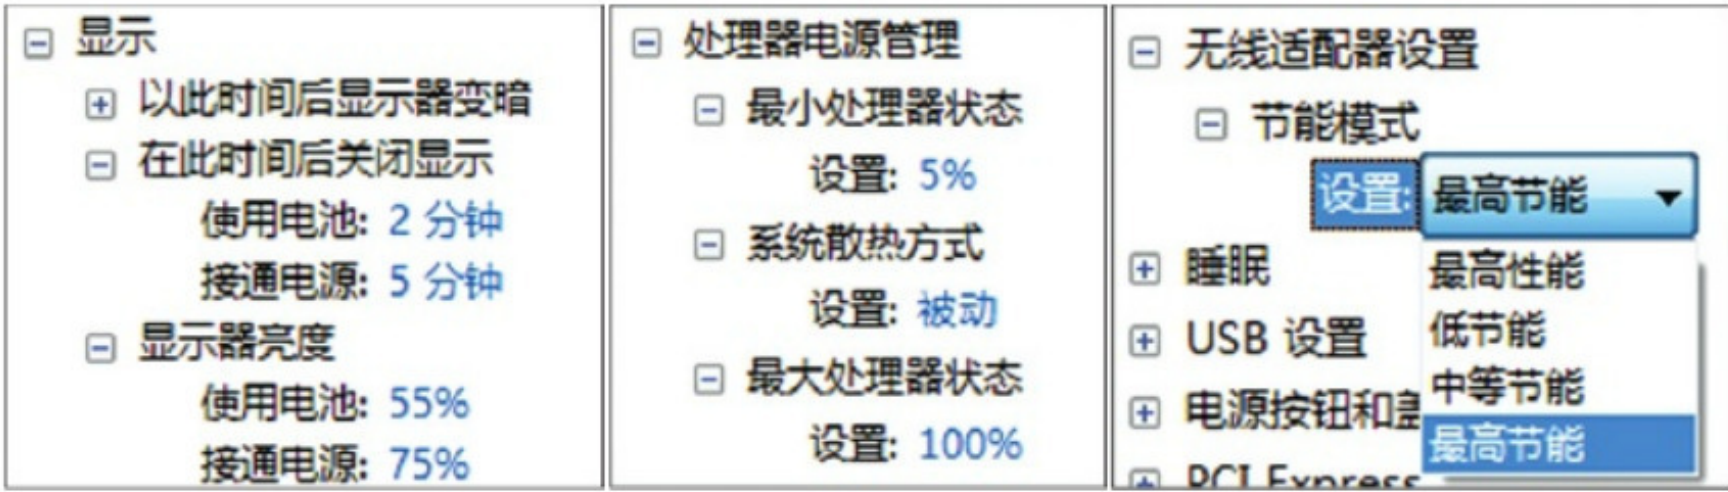 显示
以此时间后显示器变暗
在此时间后关闭显示
使用电池: 2 分钟
接通电源: 5 分钟
显示器亮度
使用电池: 55%
接通电源: 75%
处理器电源管理
最小处理器状态
设置: 5%
系统散热方式
设置: 被动
最大处理器状态
设置: 100%
无线适配器设置
节能模式
设置: 最高节能
最高性能
低节能
中等节能
最高节能
睡眠
USB 设置
电源按钮和盖
PCI Express